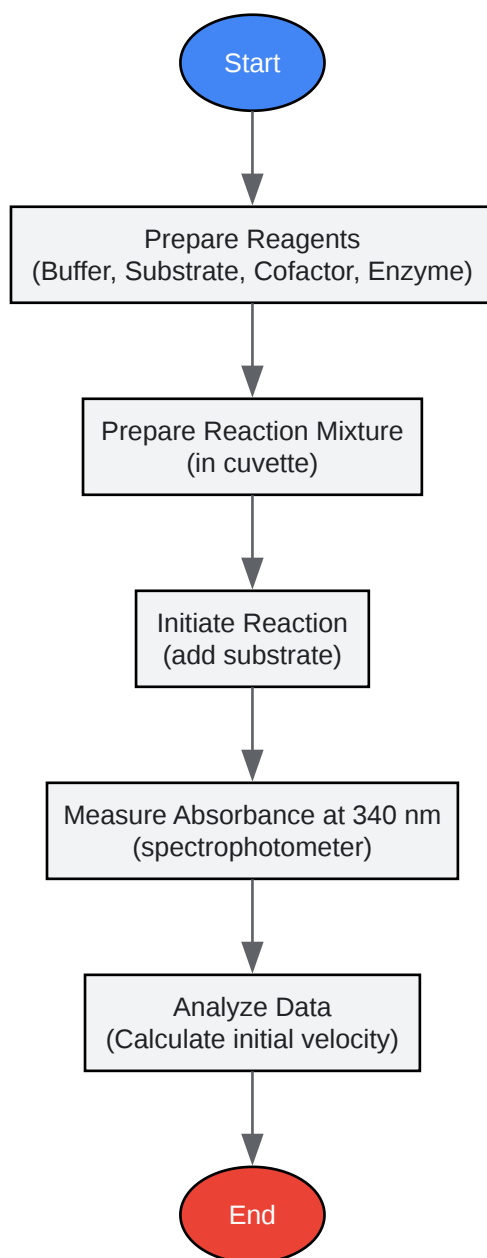 Start
Prepare Reagents
(Buffer, Substrate, Cofactor, Enzyme)
Prepare Reaction Mixture
(in cuvette)
Initiate Reaction
(add substrate)
Measure Absorbance at 340 nm
(spectrophotometer)
Analyze Data
(Calculate initial velocity)
End